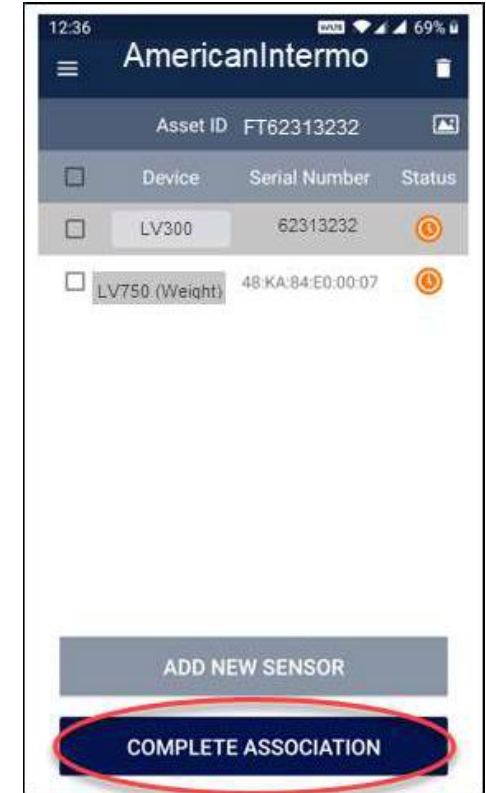 12:36 VoLTE 69%
AmericanIntermo
Asset ID FT62313232
Device Serial Number Status
LV300 62313232
LV750 (Weight) 48:KA:84:E0:00:07
ADD NEW SENSOR
COMPLETE ASSOCIATION